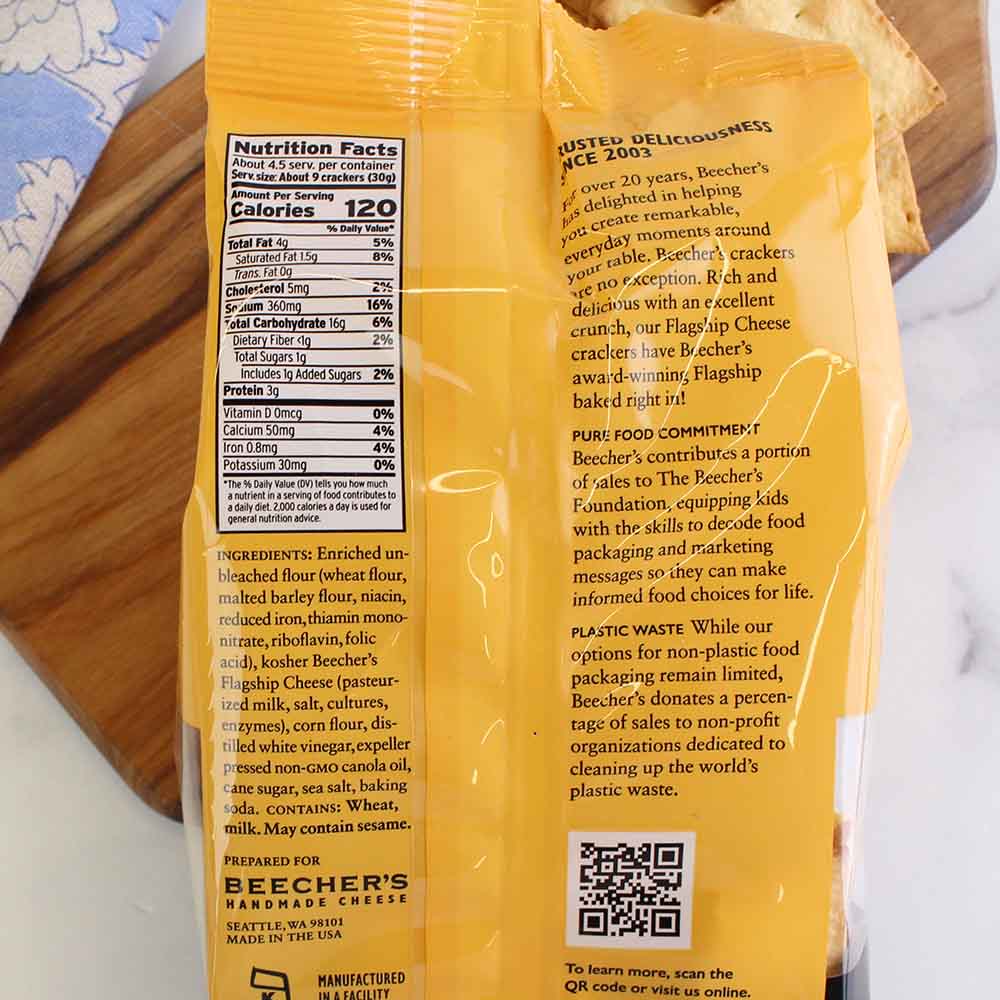 Nutrition Facts
About 4.5 serv. per container
Serv. size: About 9 crackers (30g)
Amount Per Serving
Calories 120
% Daily Value*
Total Fat 4g 5%
Saturated Fat 1.5g 8%
Trans. Fat 0g
Cholesterol 5mg 2%
Sodium 360mg 16%
Total Carbohydrate 16g 6%
Dietary Fiber <1g 2%
Total Sugars 1g
Includes 1g Added Sugars 2%
Protein 3g
Vitamin D 0mcg 0%
Calcium 50mg 4%
Iron 0.8mg 4%
Potassium 30mg 0%
*The % Daily Value (DV) tells you how much
a nutrient in a serving of food contributes to
a daily diet. 2,000 calories a day is used for
general nutrition advice.
INGREDIENTS: Enriched un-
bleached flour (wheat flour,
malted barley flour, niacin,
reduced iron, thiamin mono-
nitrate, riboflavin, folic
acid), kosher Beecher's
Flagship Cheese (pasteur-
ized milk, salt, cultures,
enzymes), corn flour, dis-
tilled white vinegar, expeller
pressed non-GMO canola oil,
cane sugar, sea salt, baking
soda. CONTAINS: Wheat,
milk. May contain sesame.
PREPARED FOR
BEECHER'S
HANDMADE CHEESE
SEATTLE, WA 98101
MADE IN THE USA
K
MANUFACTURED
IN A FACILITY
RUSTED DELICIOUSNESS
NCE 2003
For over 20 years, Beecher's
has delighted in helping
you create remarkable,
everyday moments around
your table. Beecher's crackers
are no exception. Rich and
delicious with an excellent
crunch, our Flagship Cheese
crackers have Beecher's
award-winning Flagship
baked right in!
PURE FOOD COMMITMENT
Beecher's contributes a portion
of sales to The Beecher's
Foundation, equipping kids
with the skills to decode food
packaging and marketing
messages so they can make
informed food choices for life.
PLASTIC WASTE While our
options for non-plastic food
packaging remain limited,
Beecher's donates a percen-
tage of sales to non-profit
organizations dedicated to
cleaning up the world's
plastic waste.
To learn more, scan the
QR code or visit us online.